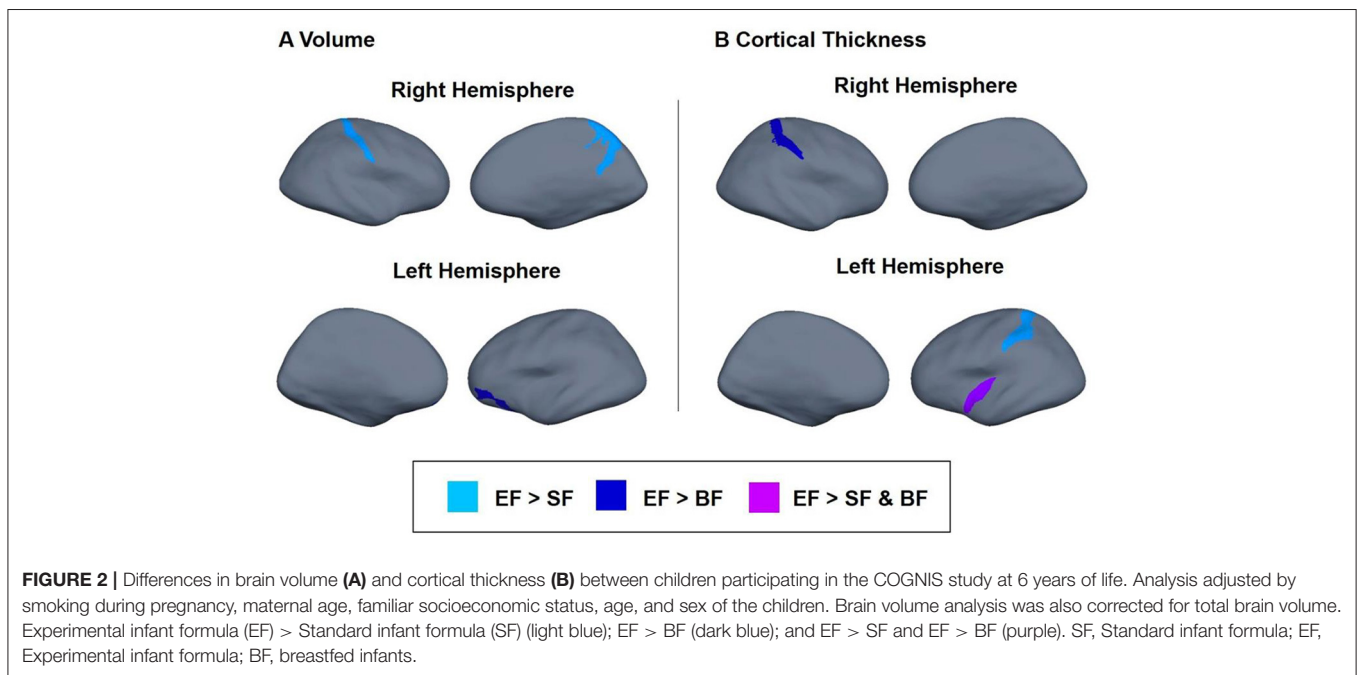 A Volume
Right Hemisphere
Left Hemisphere
B Cortical Thickness
Right Hemisphere
Left Hemisphere
EF > SF
EF > BF
EF > SF & BF
FIGURE 2 | Differences in brain volume (A) and cortical thickness (B) between children participating in the COGNIS study at 6 years of life. Analysis adjusted by
smoking during pregnancy, maternal age, familiar socioeconomic status, age, and sex of the children. Brain volume analysis was also corrected for total brain volume.
Experimental infant formula (EF) > Standard infant formula (SF) (light blue); EF > BF (dark blue); and EF > SF and EF > BF (purple). SF, Standard infant formula; EF,
Experimental infant formula; BF, breastfed infants.